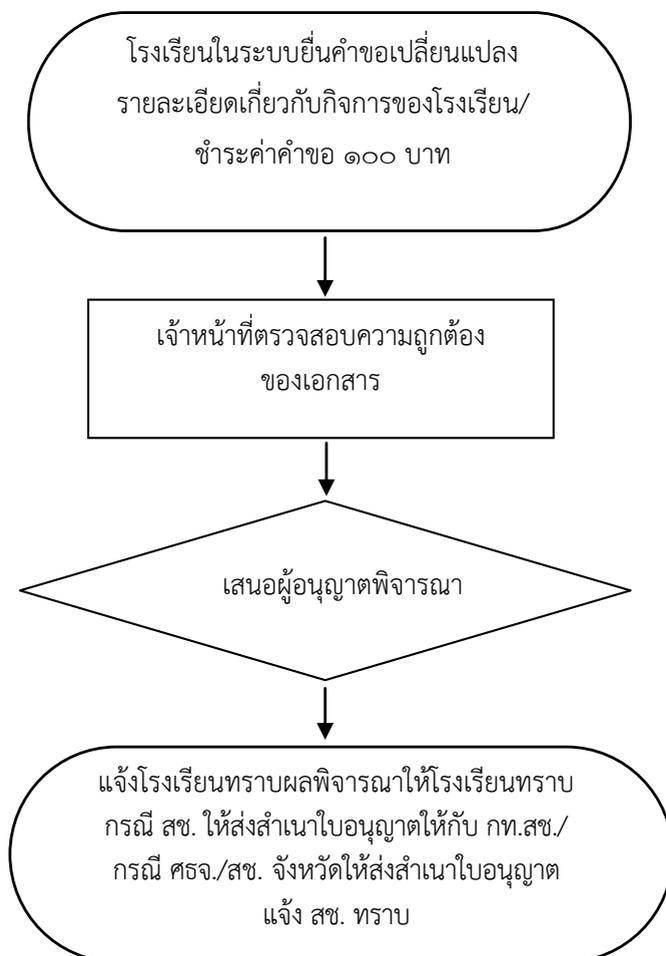 โรงเรียนในระบบยื่นคำขอเปลี่ยนแปลง
รายละเอียดเกี่ยวกับกิจการของโรงเรียน/
ชำระค่าคำขอ ๑๐๐ บาท
เจ้าหน้าที่ตรวจสอบความถูกต้อง
ของเอกสาร
เสนอผู้อนุญาตพิจารณา
แจ้งโรงเรียนทราบผลพิจารณาให้โรงเรียนทราบ
กรณี สช. ให้ส่งสำเนาใบอนุญาตให้กับ กท.สช./
กรณี ศธจ./สช. จังหวัดให้ส่งสำเนาใบอนุญาต
แจ้ง สช. ทราบ